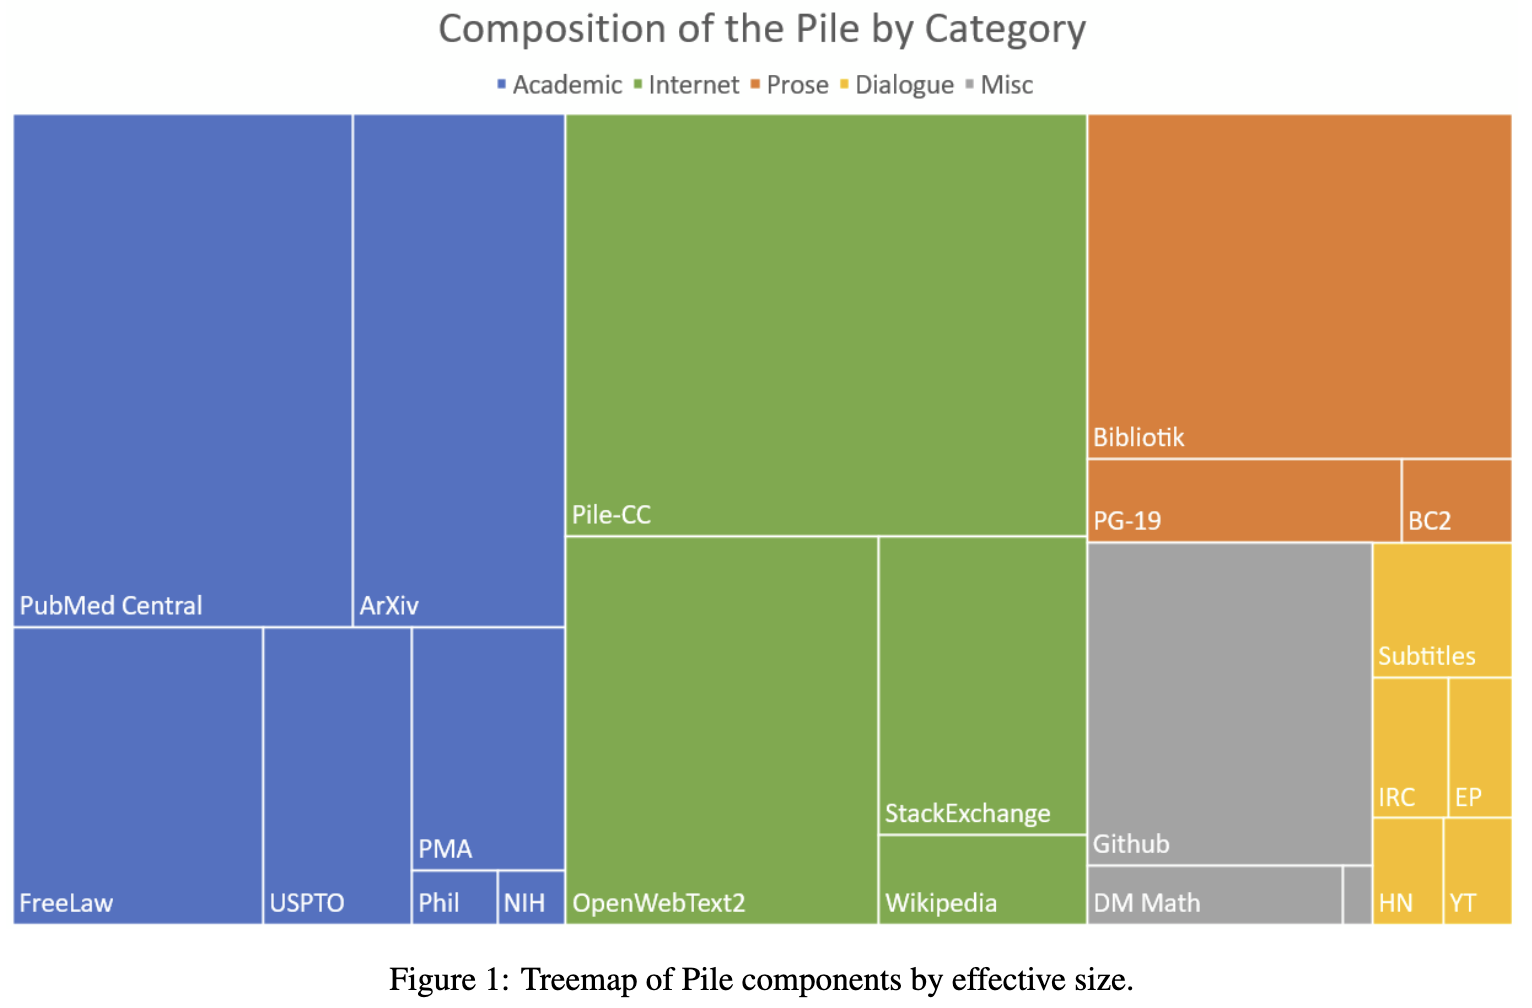 Composition of the Pile by Category
Academic Internet Prose Dialogue Misc
PubMed Central
ArXiv
FreeLaw
USPTO
PMA
Phil
NIH
Pile-CC
OpenWebText2
StackExchange
Wikipedia
Bibliotik
PG-19
BC2
Github
DM Math
Subtitles
IRC
EP
HN
YT
Figure 1: Treemap of Pile components by effective size.